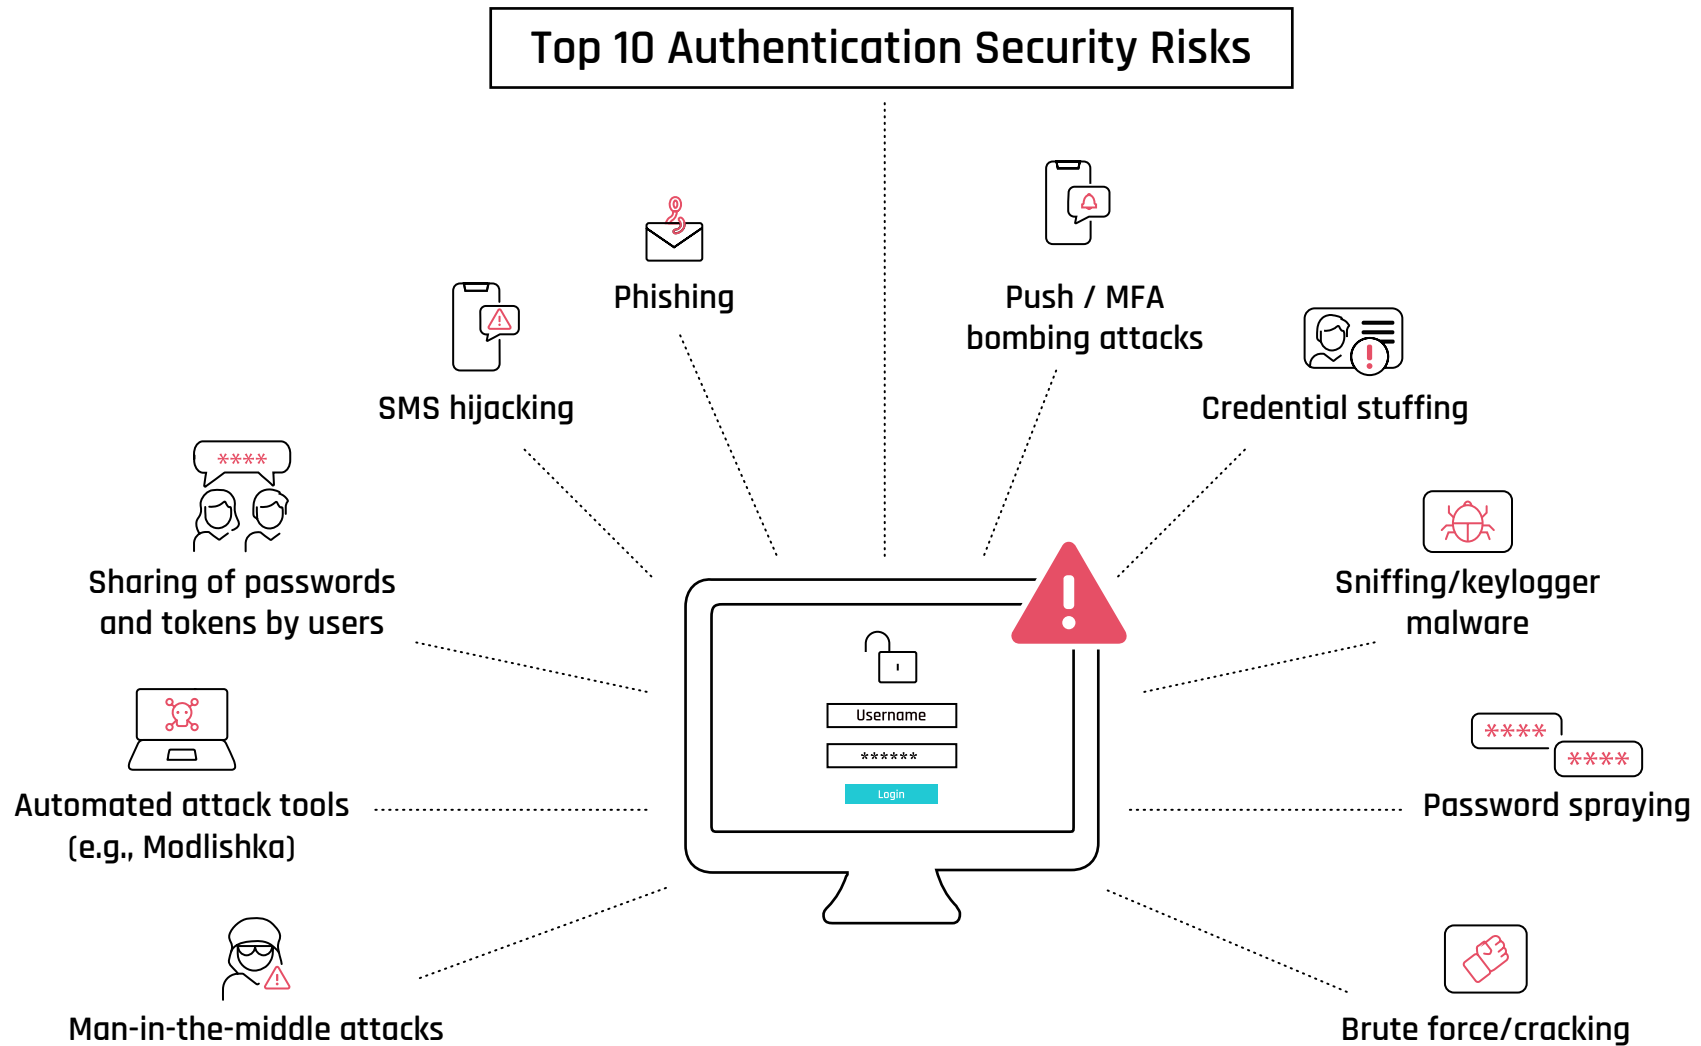 Top 10 Authentication Security Risks
Phishing
Push / MFA
bombing attacks
SMS hijacking
Credential stuffing
****
Sharing of passwords
and tokens by users
Sniffing/keylogger
malware
Username
******
Login
****
****
Automated attack tools
(e.g., Modlishka)
Password spraying
Man-in-the-middle attacks
Brute force/cracking